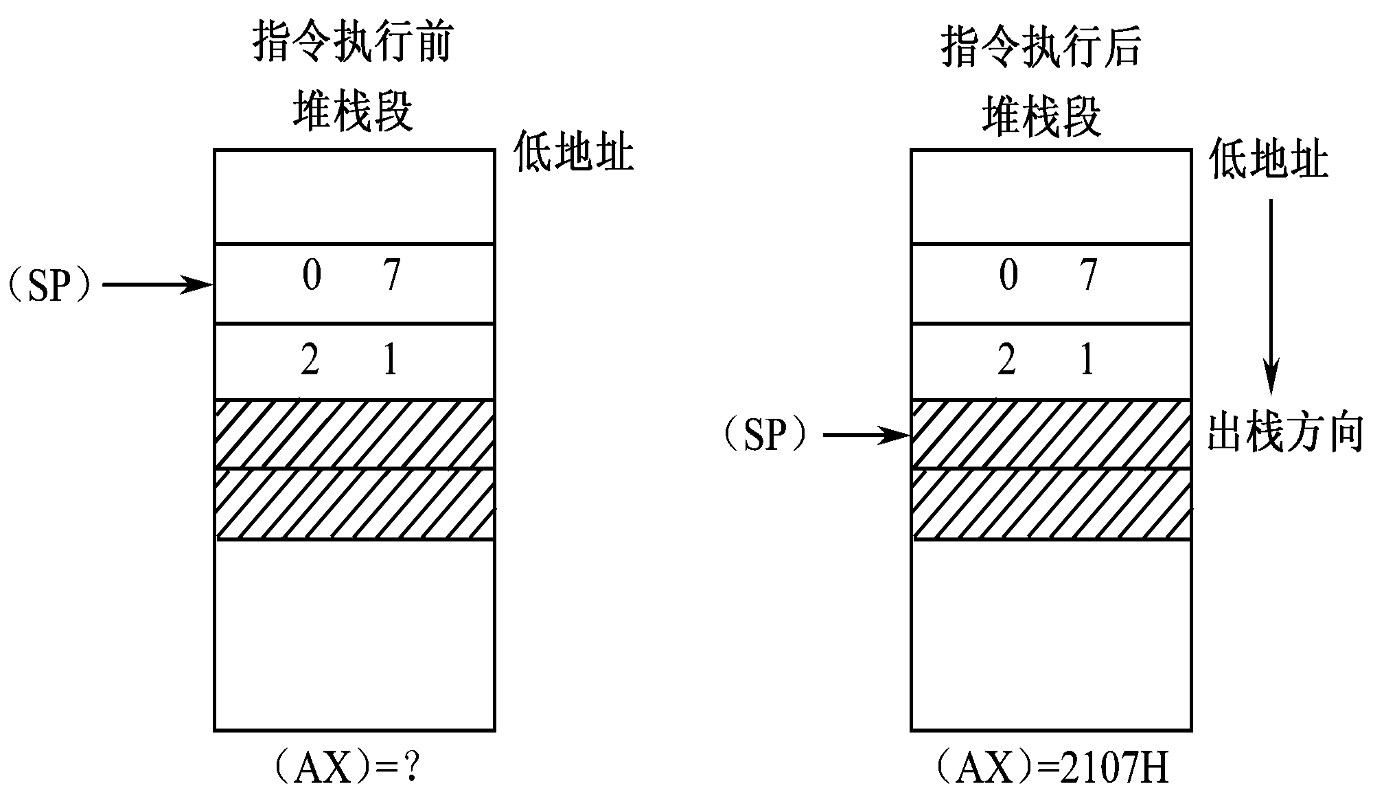 指令执行前
堆栈段
低地址
(SP)
0 7
2 1
(AX)=?
指令执行后
堆栈段
低地址
0 7
2 1
(SP)
出栈方向
(AX)=2107H